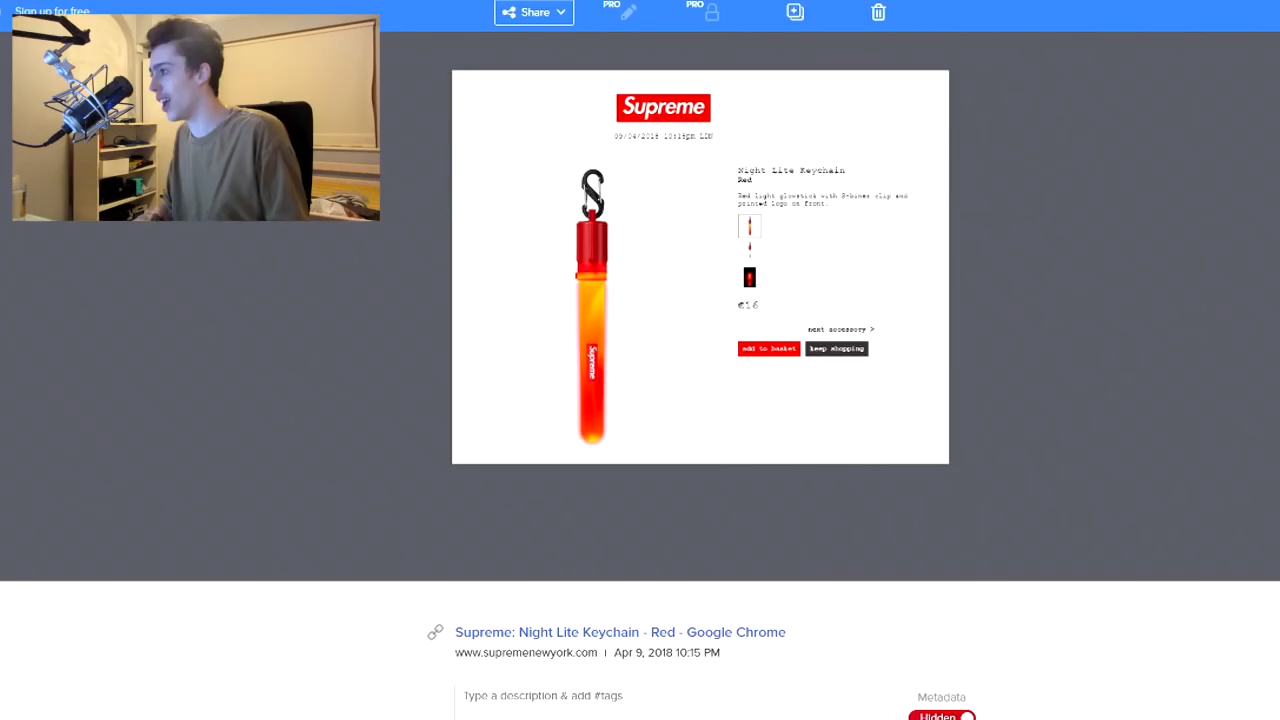 Sign up for free
Share
PRO
PRO
Supreme
09/04/2018 10:15pm LDN
Night Lite Keychain
Red
Red light glowstick with S-biner clip and
printed logo on front.
Supreme
€16
next accessory >
add to basket
keep shopping
Supreme: Night Lite Keychain - Red - Google Chrome
www.supremenewyork.com | Apr 9, 2018 10:15 PM
Type a description & add #tags
Metadata
Hidden